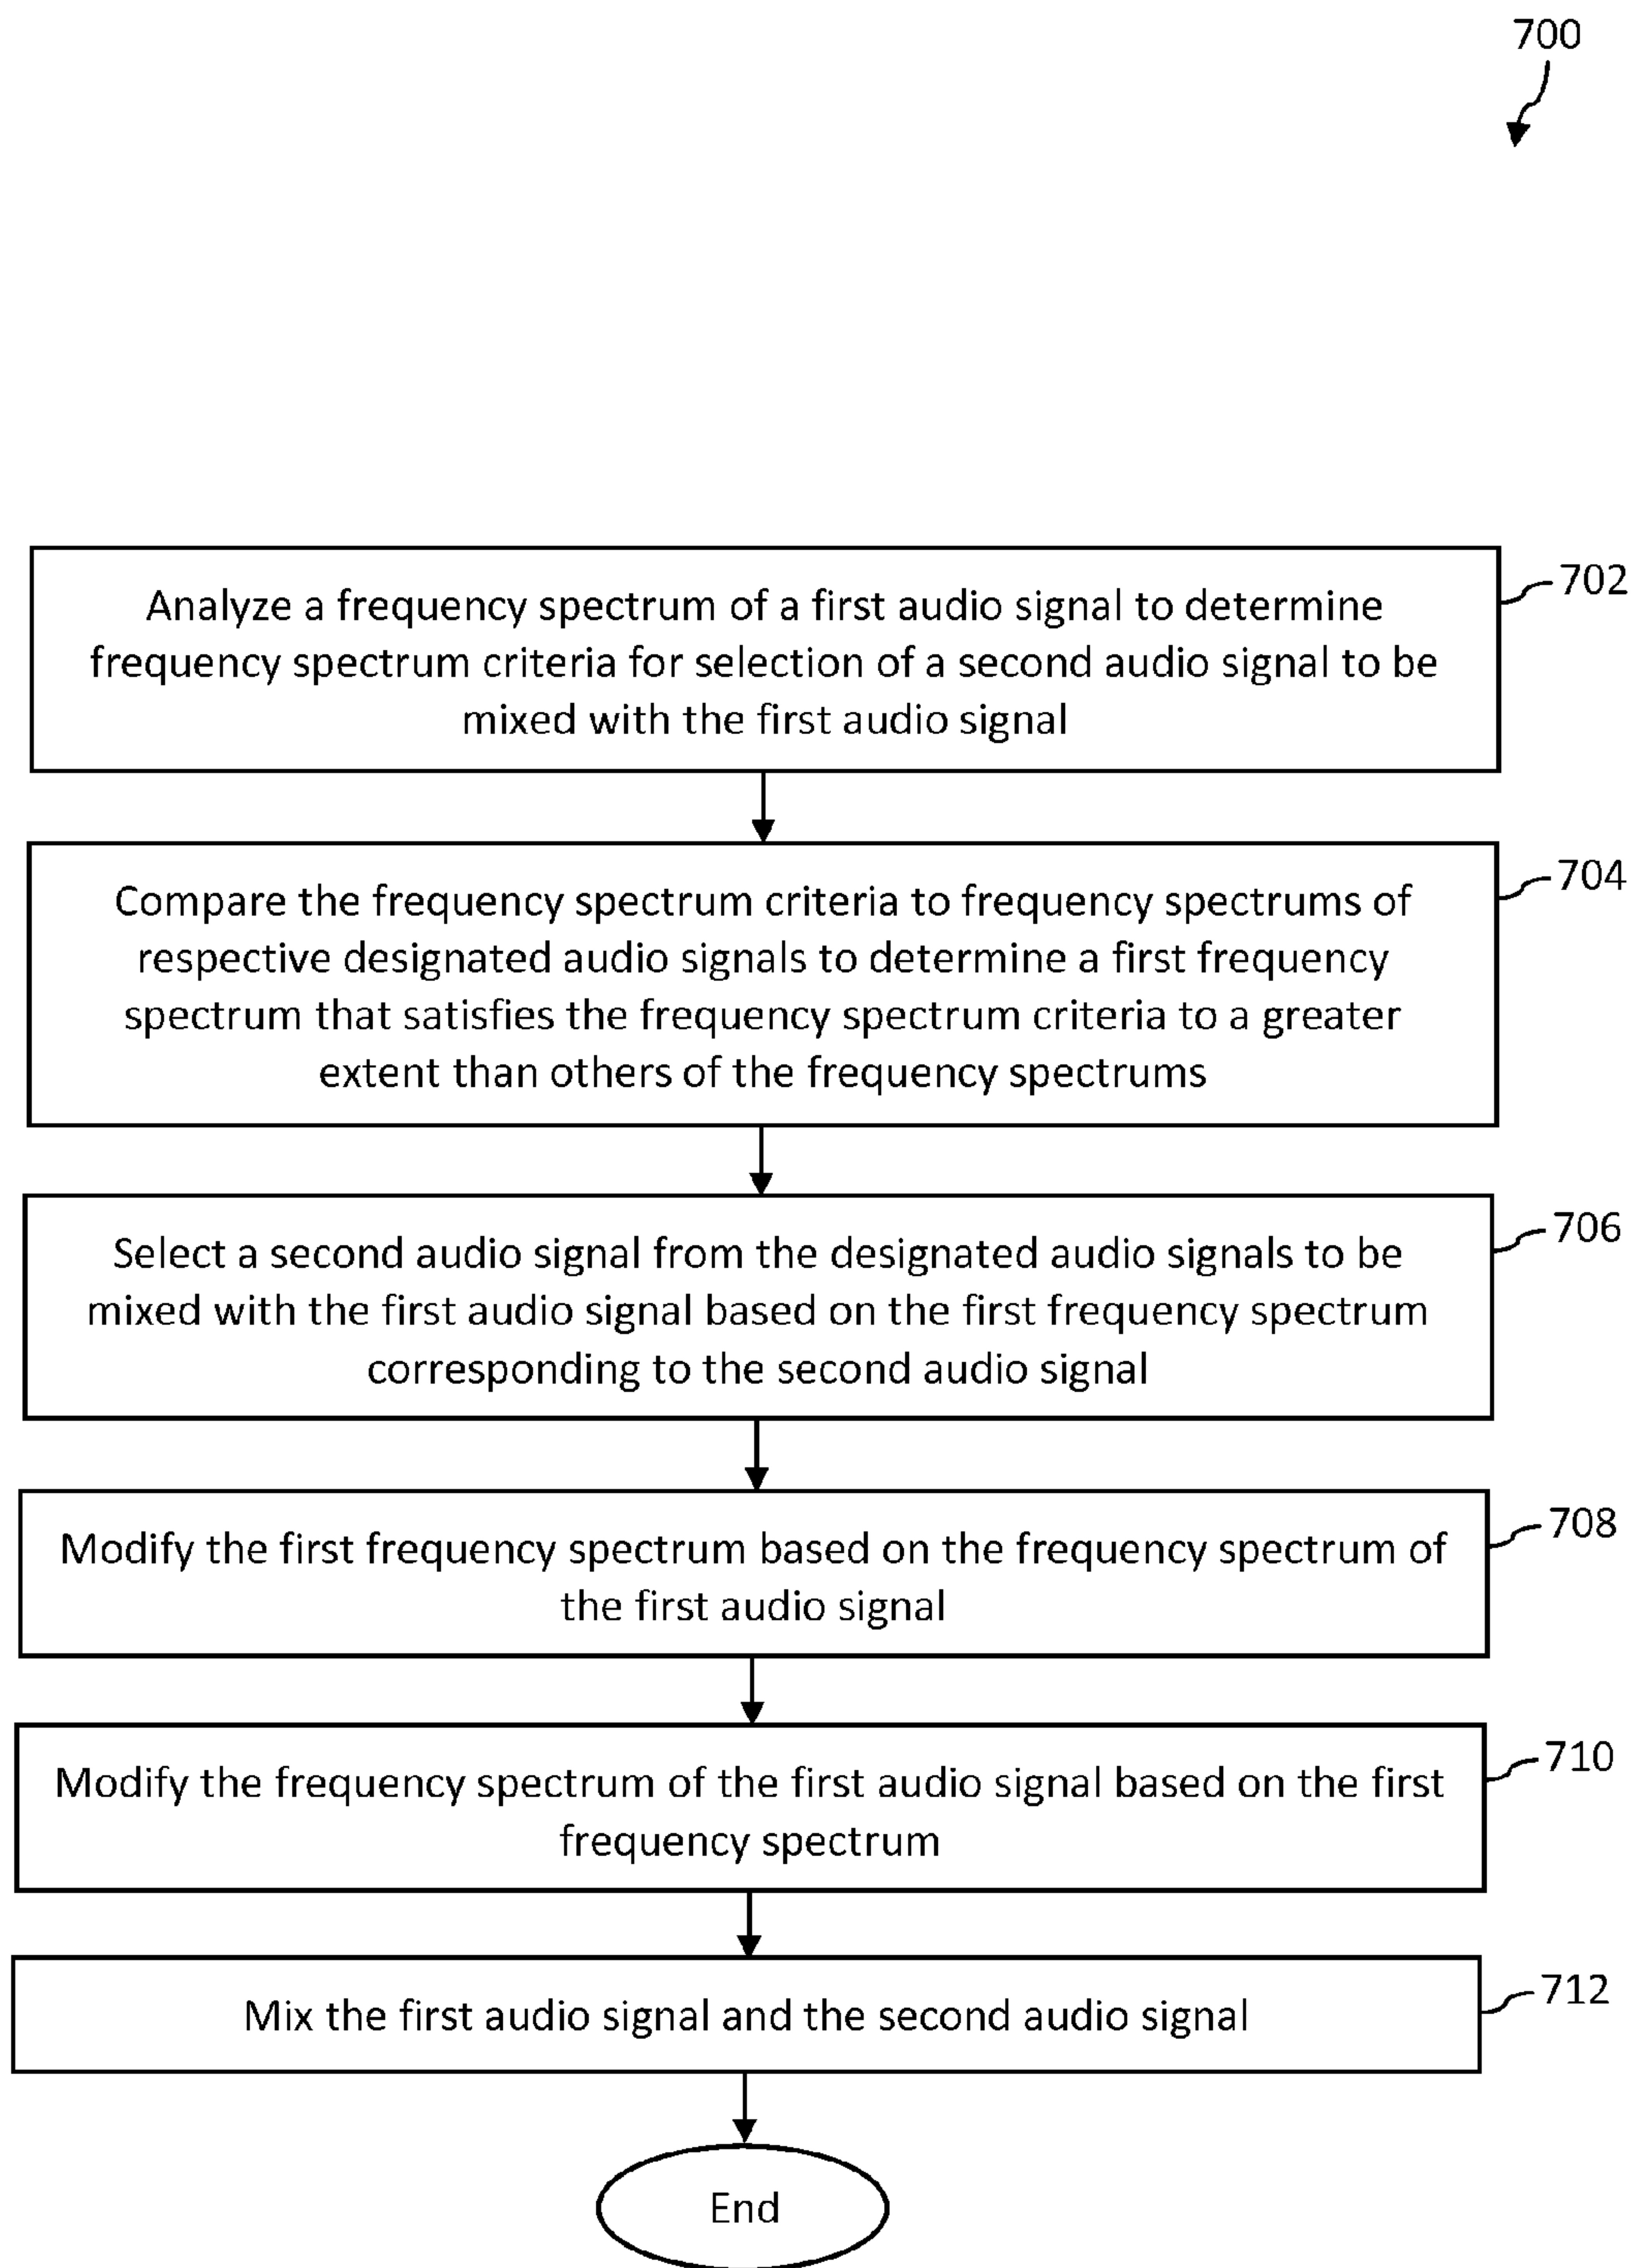 700
Analyze a frequency spectrum of a first audio signal to determine
frequency spectrum criteria for selection of a second audio signal to be
mixed with the first audio signal
702
Compare the frequency spectrum criteria to frequency spectrums of
respective designated audio signals to determine a first frequency
spectrum that satisfies the frequency spectrum criteria to a greater
extent than others of the frequency spectrums
704
Select a second audio signal from the designated audio signals to be
mixed with the first audio signal based on the first frequency spectrum
corresponding to the second audio signal
706
Modify the first frequency spectrum based on the frequency spectrum of
the first audio signal
708
Modify the frequency spectrum of the first audio signal based on the first
frequency spectrum
710
Mix the first audio signal and the second audio signal
712
End